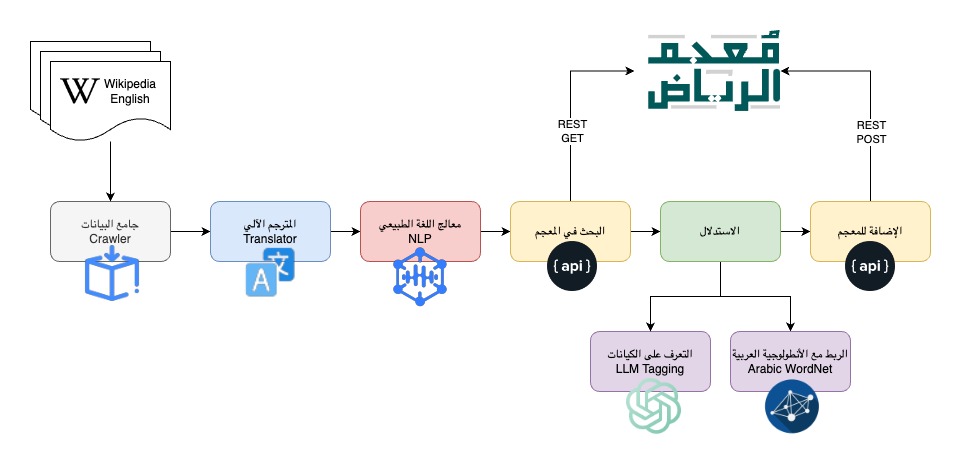 W
Wikipedia
English
مُعجم
الرياض
REST
GET
REST
POST
جامع البيانات
Crawler
المترجم الآلي
Translator
معالج اللغة الطبيعي
NLP
البحث في المعجم
الاستدلال
الإضافة للمعجم
A 文
{ api }
{ api }
التعرف على الكيانات
LLM Tagging
الربط مع الأنطولوجية العربية
Arabic WordNet